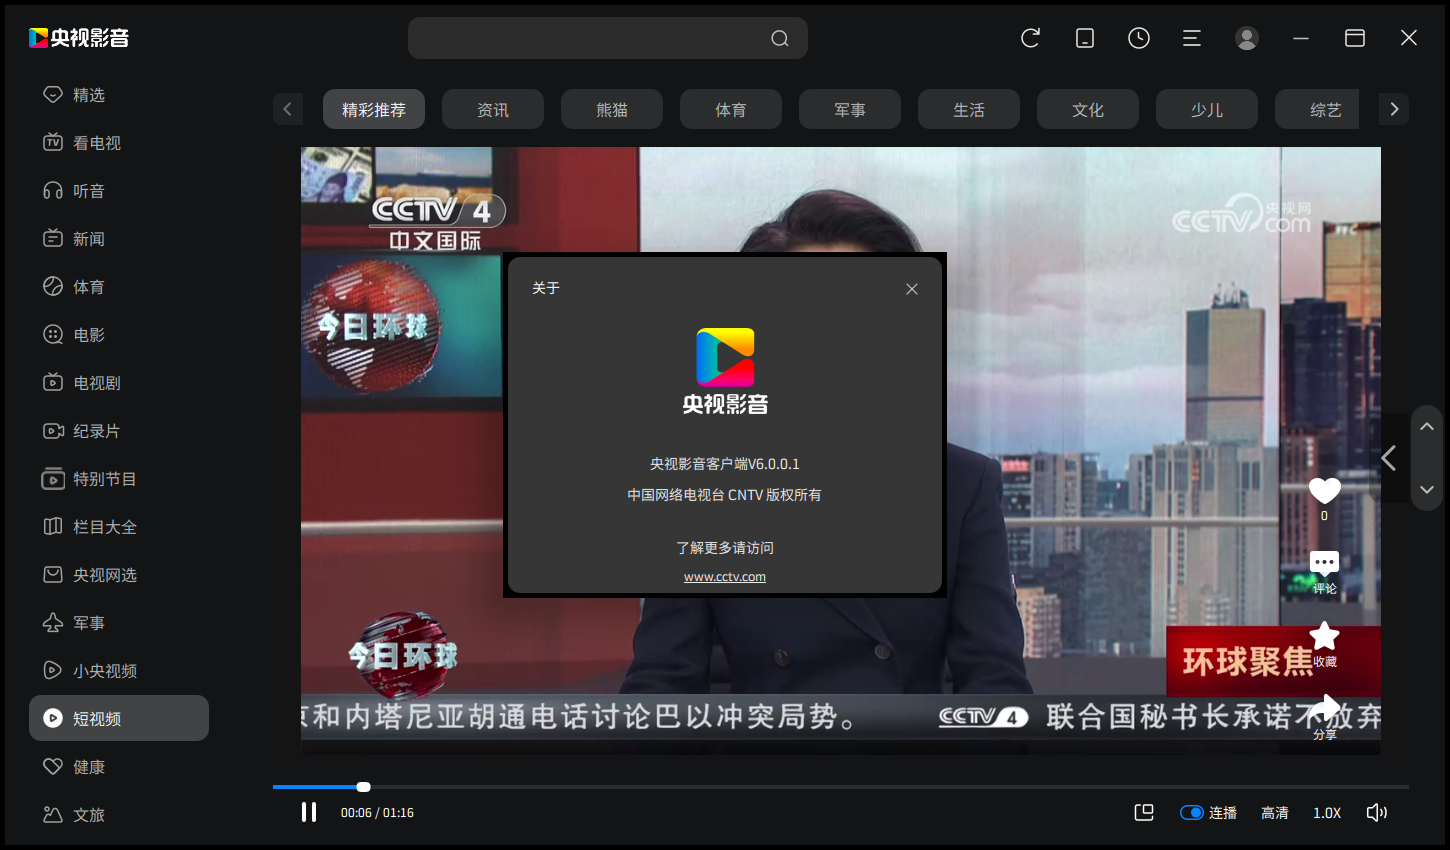 央视影音
精选
看电视
听音
新闻
体育
电影
电视剧
纪录片
特别节目
栏目大全
央视网选
军事
小央视频
短视频
健康
文旅
精彩推荐
资讯
熊猫
体育
军事
生活
文化
少儿
综艺
CCTV 4
中文国际
央视网
CCTV.com
今日环球
关于
央视影音
央视影音客户端V6.0.0.1
中国网络电视台 CNTV 版权所有
了解更多请访问
www.cctv.com
0
评论
收藏
分享
今日环球
环球聚焦
和内塔尼亚胡通电话讨论巴以冲突局势。
CCTV 4
联合国秘书长承诺不放弃
00:06 / 01:16
连播
高清
1.0X